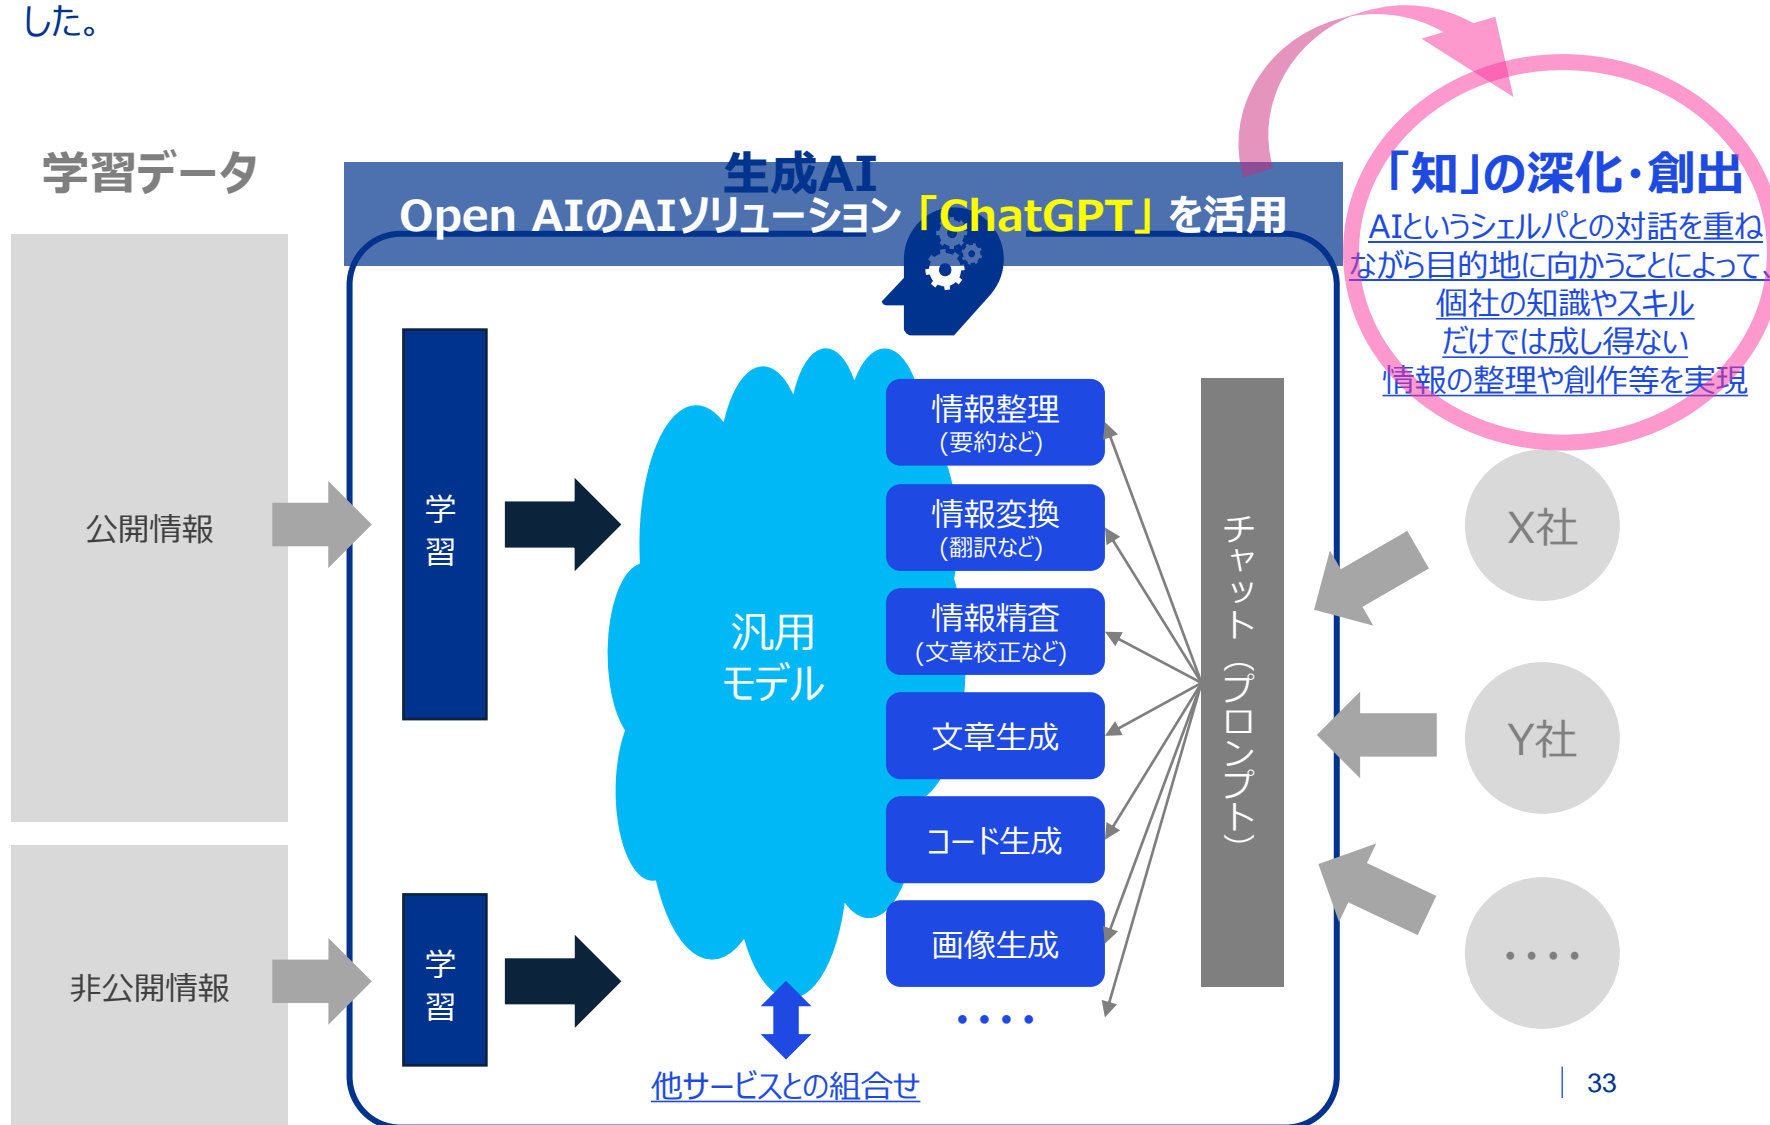 した。
学習データ
生成AI
Open AIのAIソリューション「ChatGPT」を活用
「知」の深化・創出
AIというシェルパとの対話を重ね
ながら目的地に向かうことによって、
個社の知識やスキル
だけでは成し得ない
情報の整理や創作等を実現
公開情報
非公開情報
学習
学習
汎用
モデル
情報整理
(要約など)
情報変換
(翻訳など)
情報精査
(文章校正など)
文章生成
コード生成
画像生成
・・・・
チャット（プロンプト）
X社
Y社
・・・・
他サービスとの組合せ
33